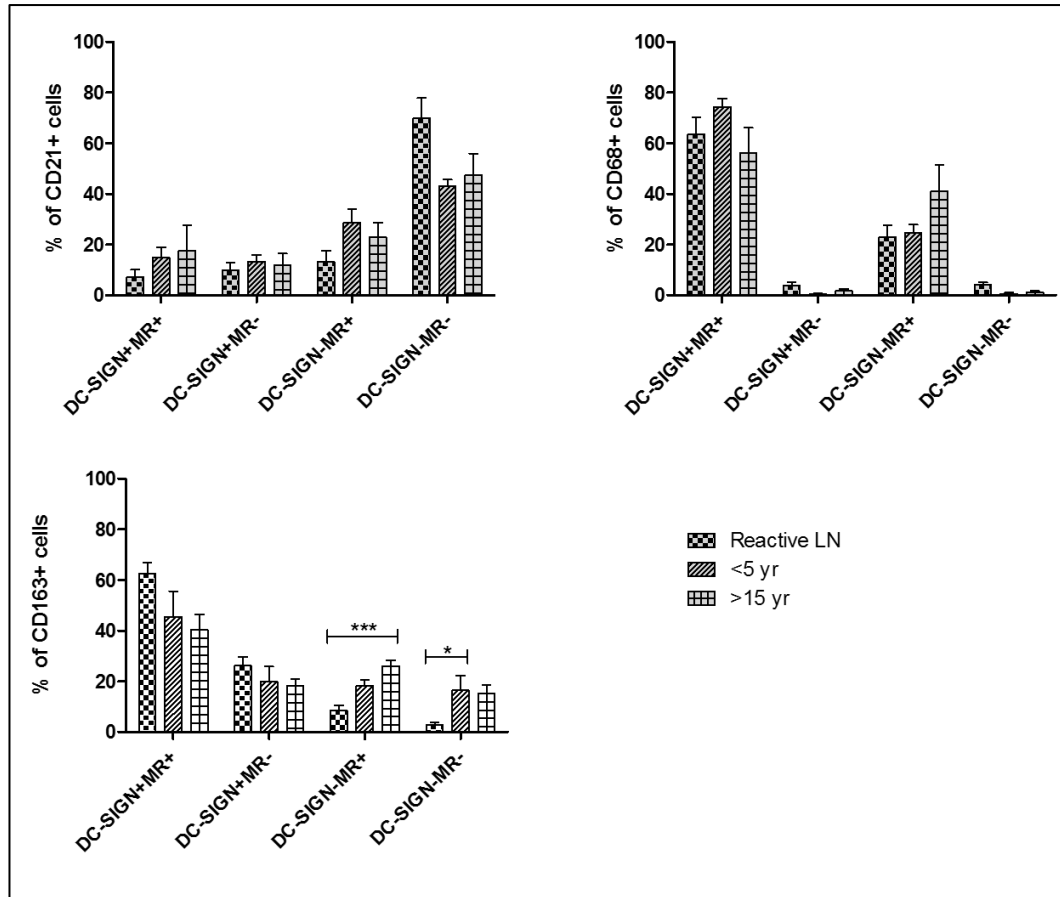 % of CD21+ cells
100
80
60
40
20
0
DC-SIGN+MR+
DC-SIGN+MR-
DC-SIGN-MR+
DC-SIGN-MR-
% of CD68+ cells
100
80
60
40
20
0
DC-SIGN+MR+
DC-SIGN+MR-
DC-SIGN-MR+
DC-SIGN-MR-
% of CD163+ cells
100
80
60
40
20
0
***
*
DC-SIGN+MR+
DC-SIGN+MR-
DC-SIGN-MR+
DC-SIGN-MR-
Reactive LN
<5 yr
>15 yr